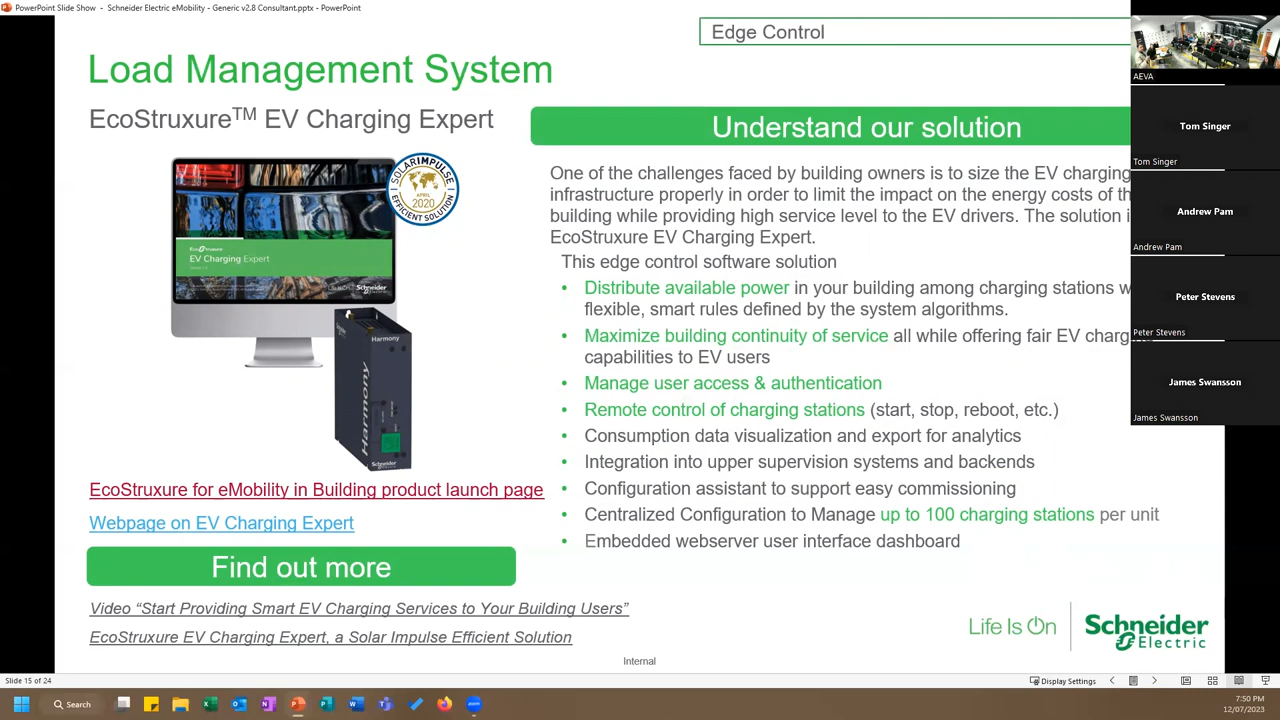 PowerPoint Slide Show - Schneider Electric eMobility - Generic v2.8 Consultant.pptx - PowerPoint
Edge Control
Load Management System
EcoStruxure™ EV Charging Expert
SOLARIMPULSE
APRIL
2020
EFFICIENT SOLUTION
EV Charging Expert
Schneider
Harmony
Harmony
Schneider
EcoStruxure for eMobility in Building product launch page
Webpage on EV Charging Expert
Find out more
Video “Start Providing Smart EV Charging Services to Your Building Users”
EcoStruxure EV Charging Expert, a Solar Impulse Efficient Solution
Understand our solution
One of the challenges faced by building owners is to size the EV charging
infrastructure properly in order to limit the impact on the energy costs of
building while providing high service level to the EV drivers. The solution
EcoStruxure EV Charging Expert.
This edge control software solution
• Distribute available power in your building among charging stations
flexible, smart rules defined by the system algorithms.
• Maximize building continuity of service all while offering fair EV
capabilities to EV users
• Manage user access & authentication
• Remote control of charging stations (start, stop, reboot, etc.)
• Consumption data visualization and export for analytics
• Integration into upper supervision systems and backends
• Configuration assistant to support easy commissioning
• Centralized Configuration to Manage up to 100 charging stations per unit
• Embedded webserver user interface dashboard
Life Is On
Schneider
Electric
Internal
AEVA
Tom Singer
Tom Singer
Andrew Pam
Andrew Pam
Peter Stevens
Peter Stevens
James Swansson
James Swansson
Slide 15 of 24
Display Settings
Search
7:50 PM
12/07/2023